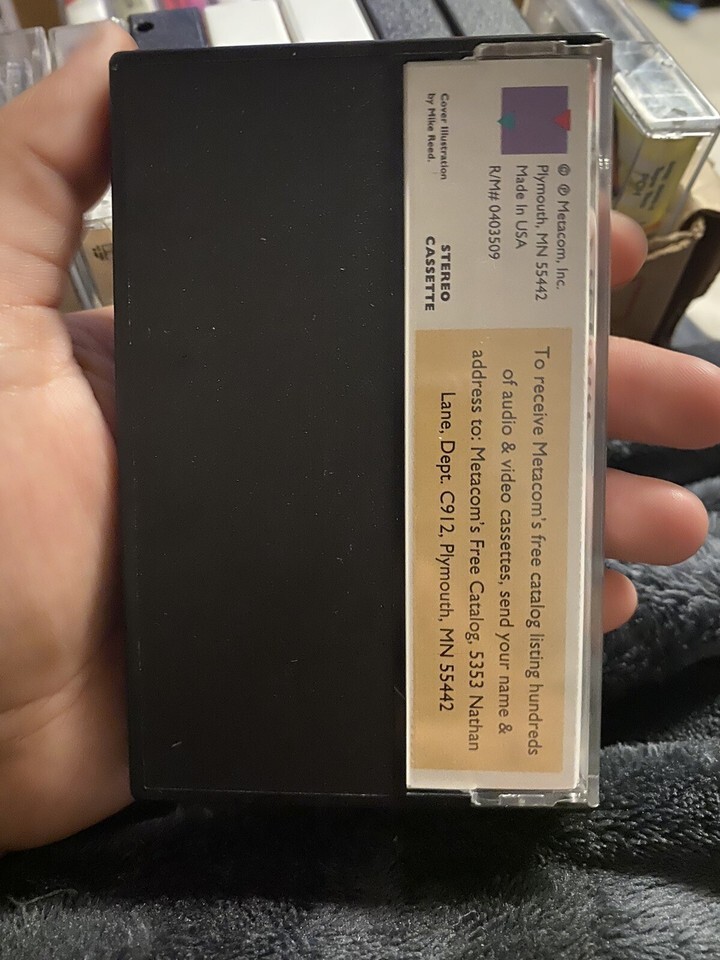 © ℗ Metacom, Inc.
Plymouth, MN 55442
Made In USA
R/M# 0403509
Cover Illustration
by Mike Reed.
STEREO
CASSETTE
To receive Metacom's free catalog listing hundreds
of audio & video cassettes, send your name &
address to: Metacom's Free Catalog, 5353 Nathan
Lane, Dept. C912, Plymouth, MN 55442